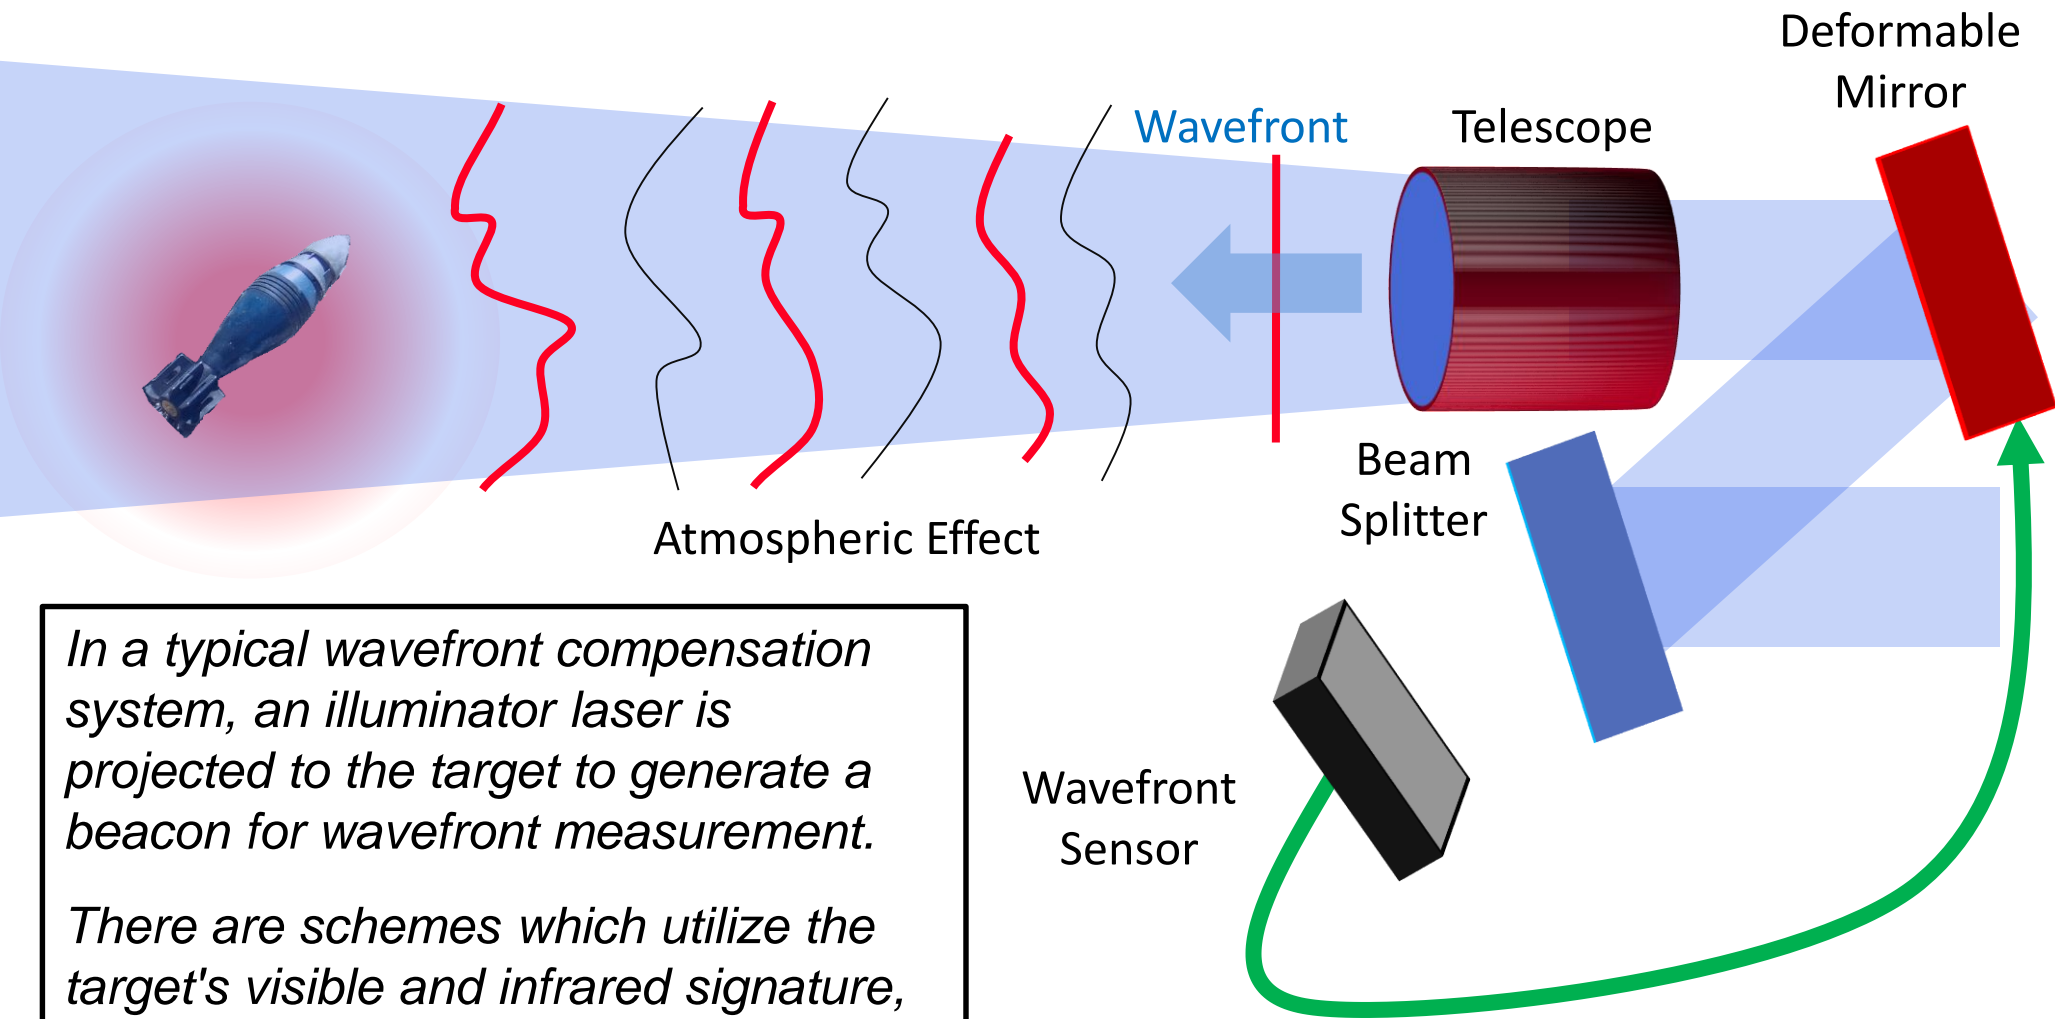 Deformable
Mirror
Wavefront
Telescope
Beam
Splitter
Atmospheric Effect
Wavefront
Sensor
In a typical wavefront compensation
system, an illuminator laser is
projected to the target to generate a
beacon for wavefront measurement.
There are schemes which utilize the
target's visible and infrared signature,